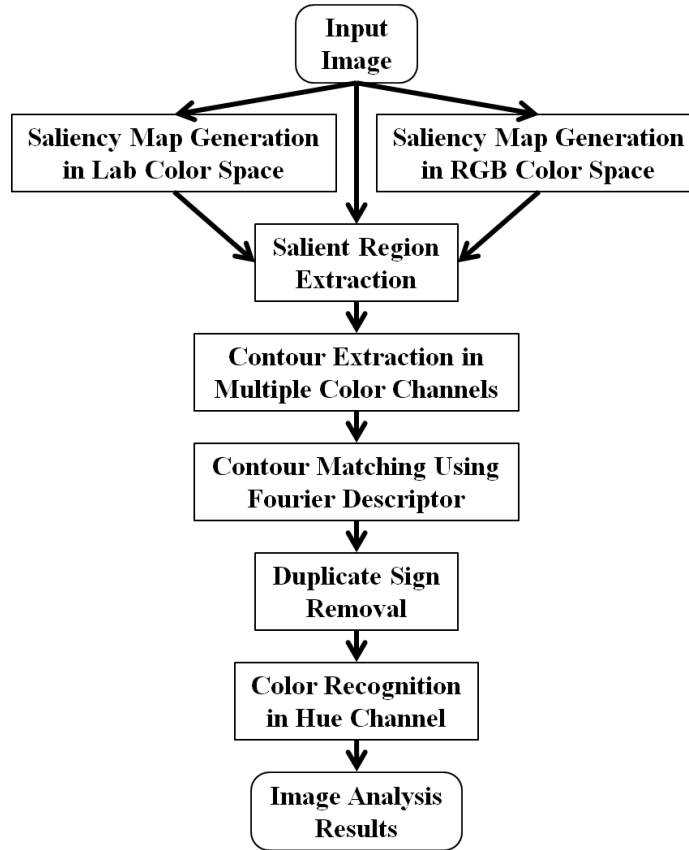 Input
Image
Saliency Map Generation
in Lab Color Space
Saliency Map Generation
in RGB Color Space
Salient Region
Extraction
Contour Extraction in
Multiple Color Channels
Contour Matching Using
Fourier Descriptor
Duplicate Sign
Removal
Color Recognition
in Hue Channel
Image Analysis
Results